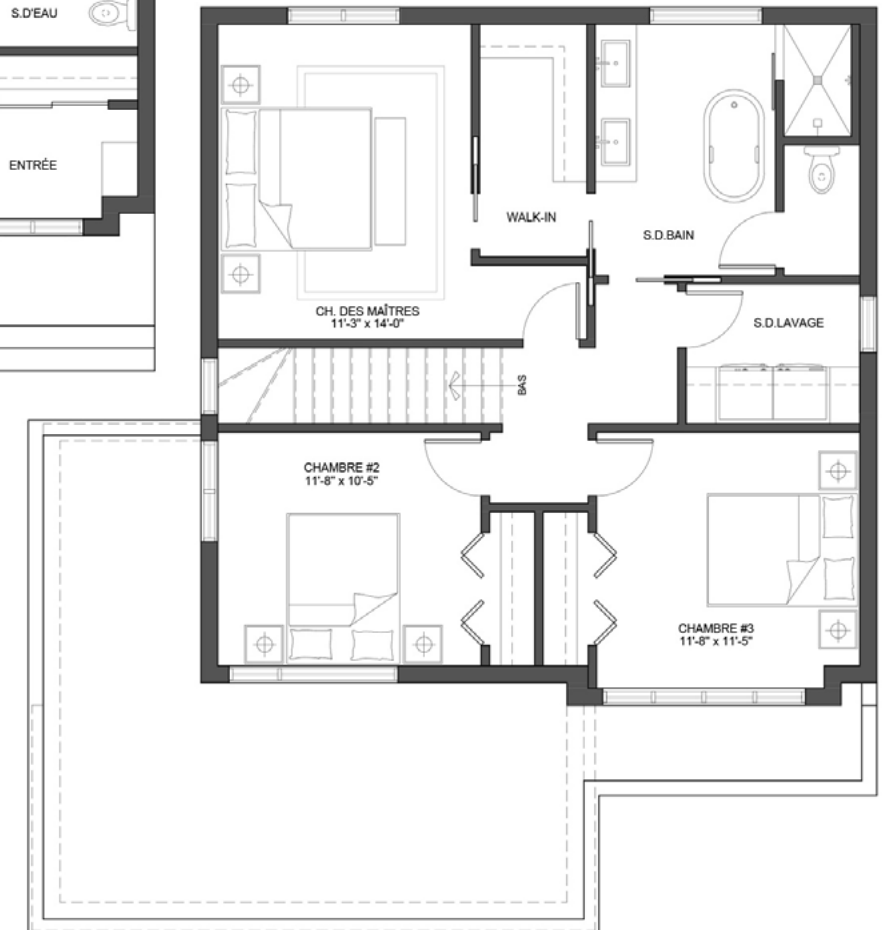 S.D'EAU
ENTRÉE
WALK-IN
S.D.BAIN
CH. DES MAÎTRES
11'-3" x 14'-0"
S.D.LAVAGE
BAS
CHAMBRE #2
11'-8" x 10'-5"
CHAMBRE #3
11'-8" x 11'-5"